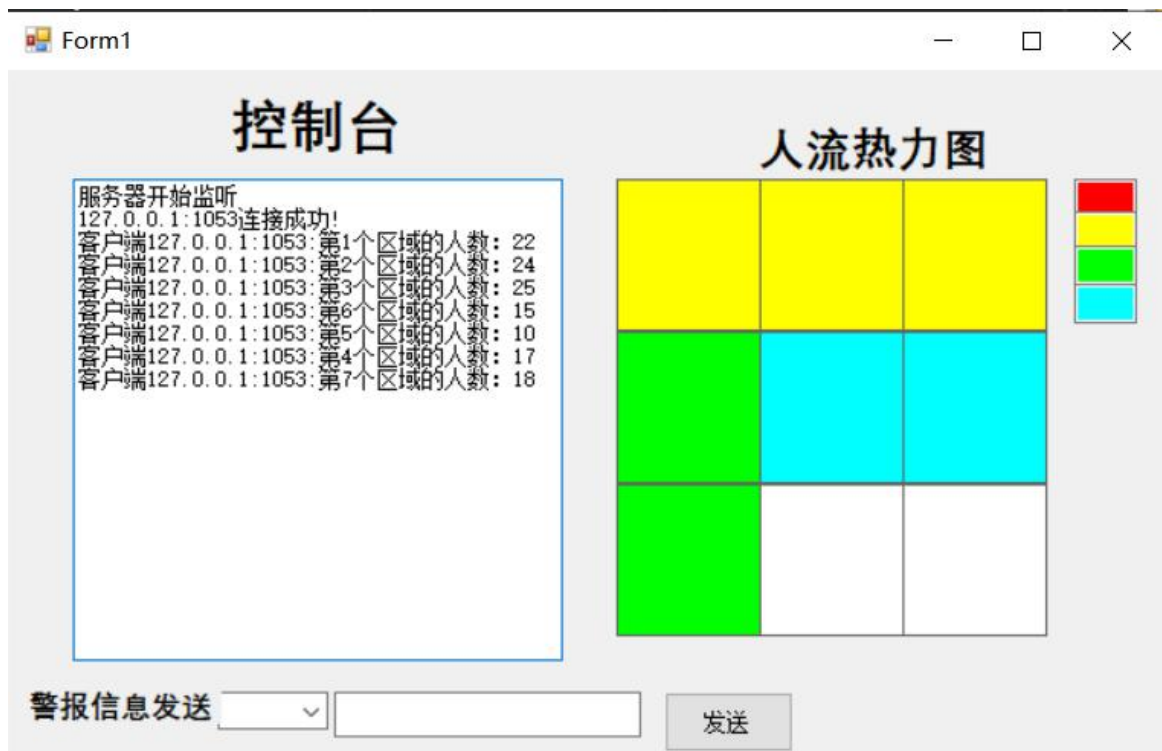 Form1
控制台
人流热力图
服务器开始监听
127.0.0.1:1053连接成功!
客户端127.0.0.1:1053:第1个区域的人数: 22
客户端127.0.0.1:1053:第2个区域的人数: 24
客户端127.0.0.1:1053:第3个区域的人数: 25
客户端127.0.0.1:1053:第6个区域的人数: 15
客户端127.0.0.1:1053:第5个区域的人数: 10
客户端127.0.0.1:1053:第4个区域的人数: 17
客户端127.0.0.1:1053:第7个区域的人数: 18
警报信息发送
发送